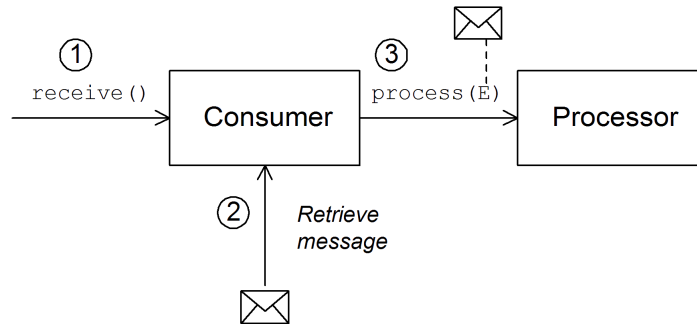 1
receive()
Consumer
3
process(E)
Processor
2
Retrieve
message